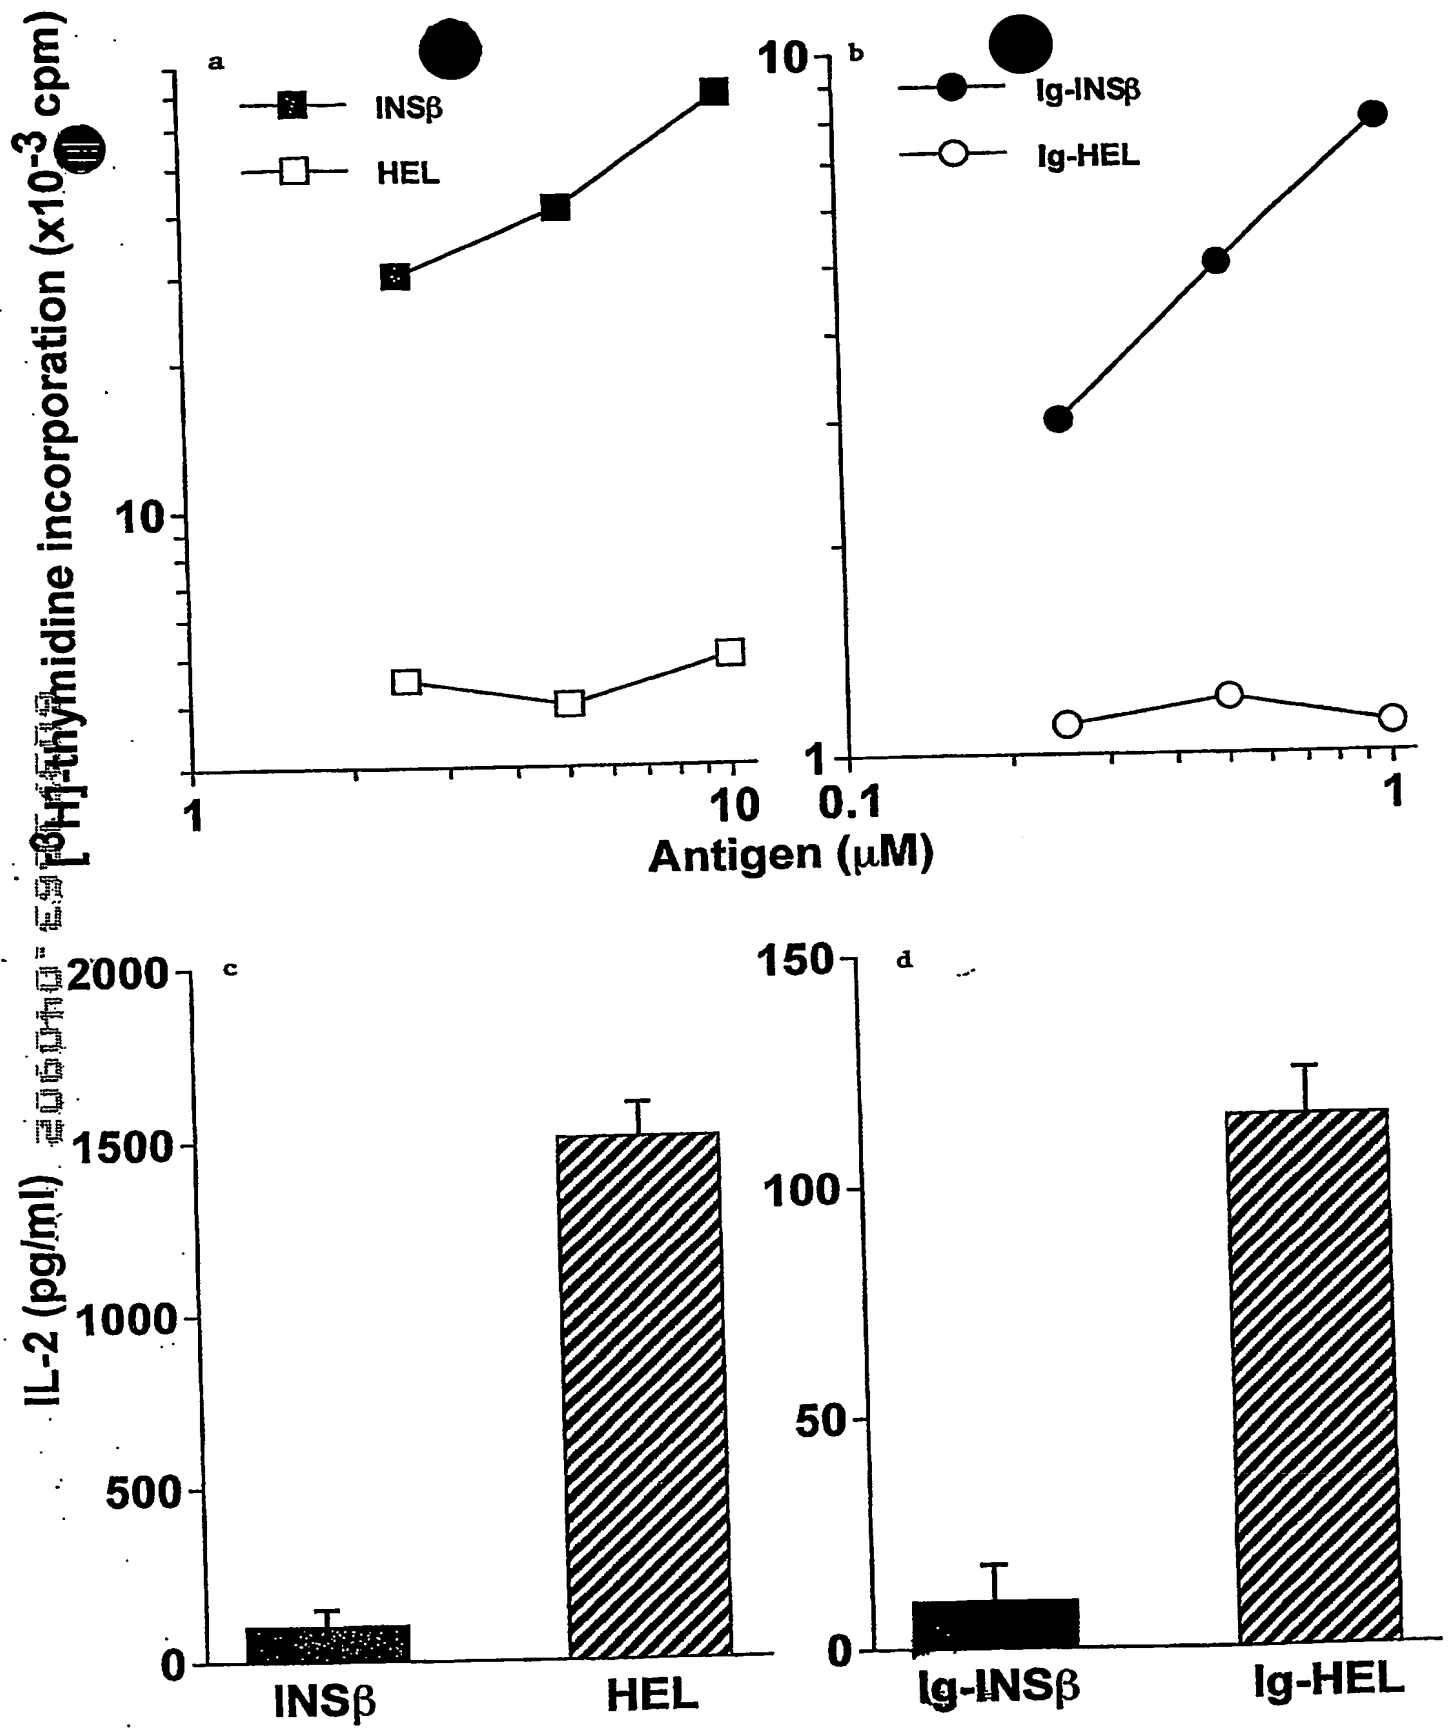 [³H]-thymidine incorporation (x10⁻³ cpm)
a
INSβ
HEL
10
1
10
b
Ig-INSβ
Ig-HEL
10
1
0.1
1
Antigen (μM)
IL-2 (pg/ml)
c
2000
1500
1000
500
0
INSβ
HEL
d
150
100
50
0
Ig-INSβ
Ig-HEL